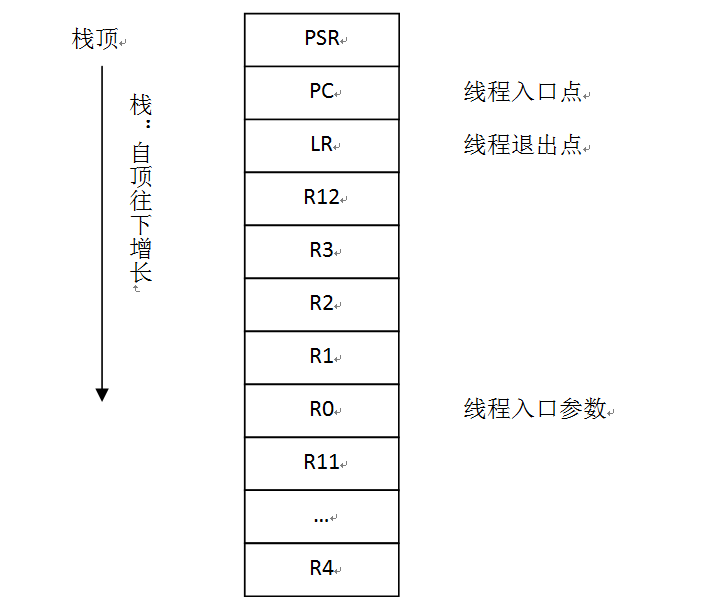 栈顶
PSR
栈：自顶往下增长
PC
线程入口点
LR
线程退出点
R12
R3
R2
R1
R0
线程入口参数
R11
...
R4